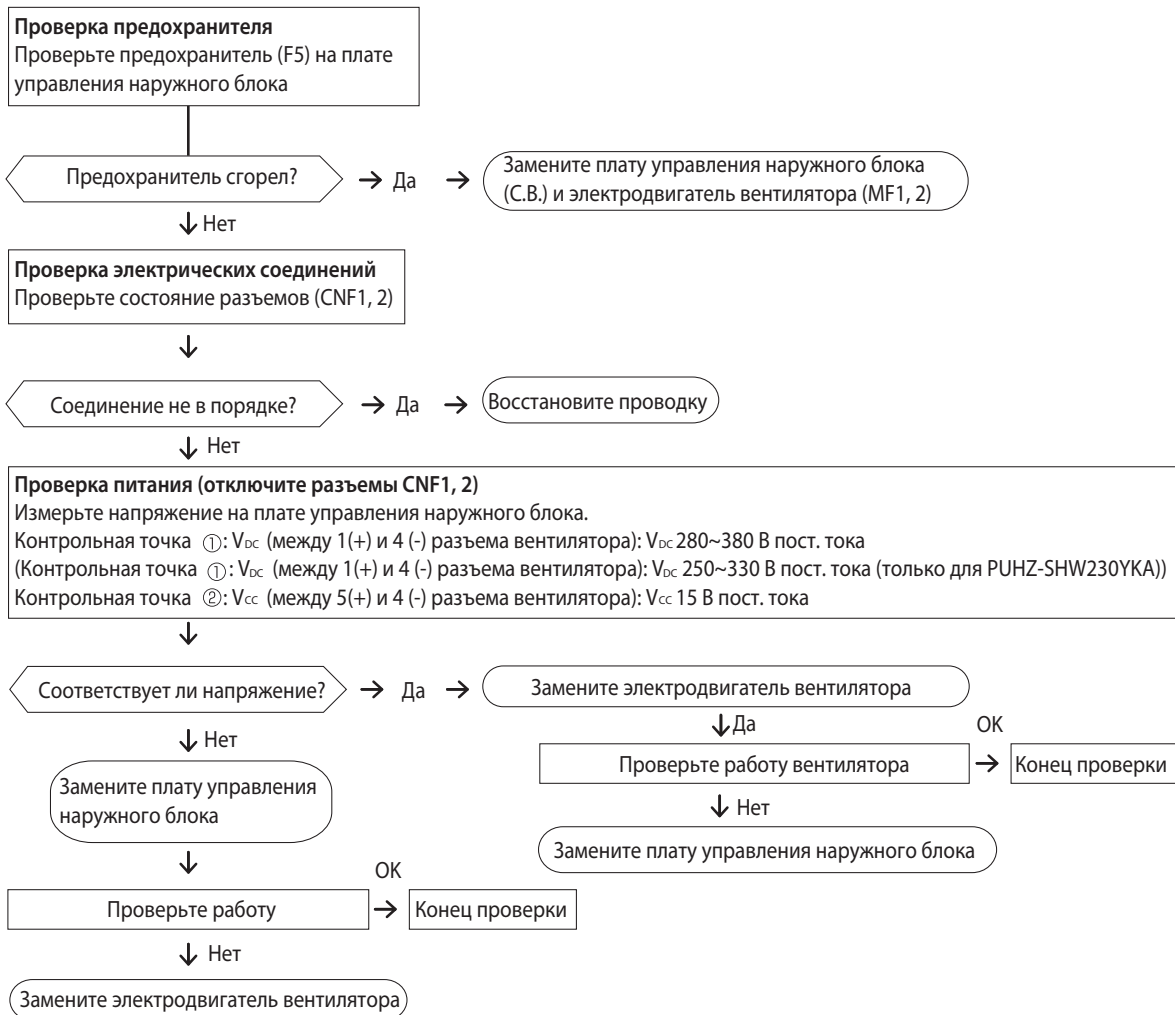 Проверка предохранителя
Проверьте предохранитель (F5) на плате
управления наружного блока
Предохранитель сгорел?
Да
Замените плату управления наружного блока
(C.B.) и электродвигатель вентилятора (MF1, 2)
Нет
Проверка электрических соединений
Проверьте состояние разъемов (CNF1, 2)
Соединение не в порядке?
Да
Восстановите проводку
Нет
Проверка питания (отключите разъемы CNF1, 2)
Измерьте напряжение на плате управления наружного блока.
Контрольная точка ①: VDC (между 1(+) и 4 (-) разъема вентилятора): VDC 280~380 В пост. тока
(Контрольная точка ①: VDC (между 1(+) и 4 (-) разъема вентилятора): VDC 250~330 В пост. тока (только для PUHZ-SHW230YKA))
Контрольная точка ②: VCC (между 5(+) и 4 (-) разъема вентилятора): VCC 15 В пост. тока
Соответствует ли напряжение?
Да
Замените электродвигатель вентилятора
Да
OK
Проверьте работу вентилятора
Конец проверки
Нет
Замените плату управления наружного блока
Нет
Замените плату управления
наружного блока
OK
Проверьте работу
Конец проверки
Нет
Замените электродвигатель вентилятора